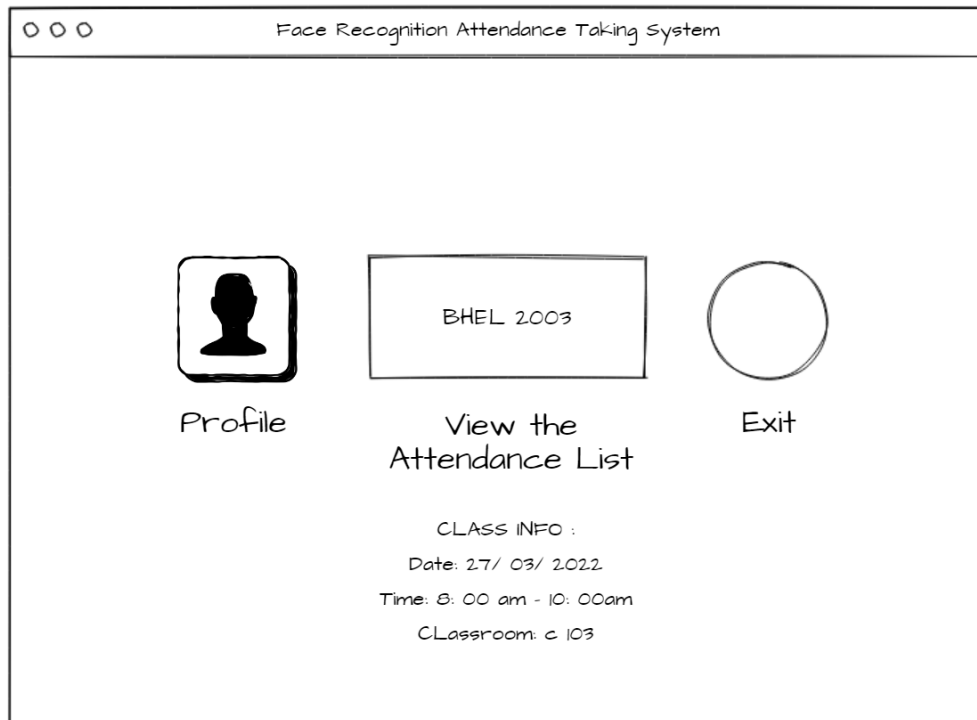 Face Recognition Attendance Taking System
BHEL 2003
Profile
View the
Attendance List
Exit
CLASS INFO :
Date: 27/ 03/ 2022
Time: 8: 00 am - 10: 00am
CLassroom: c 103